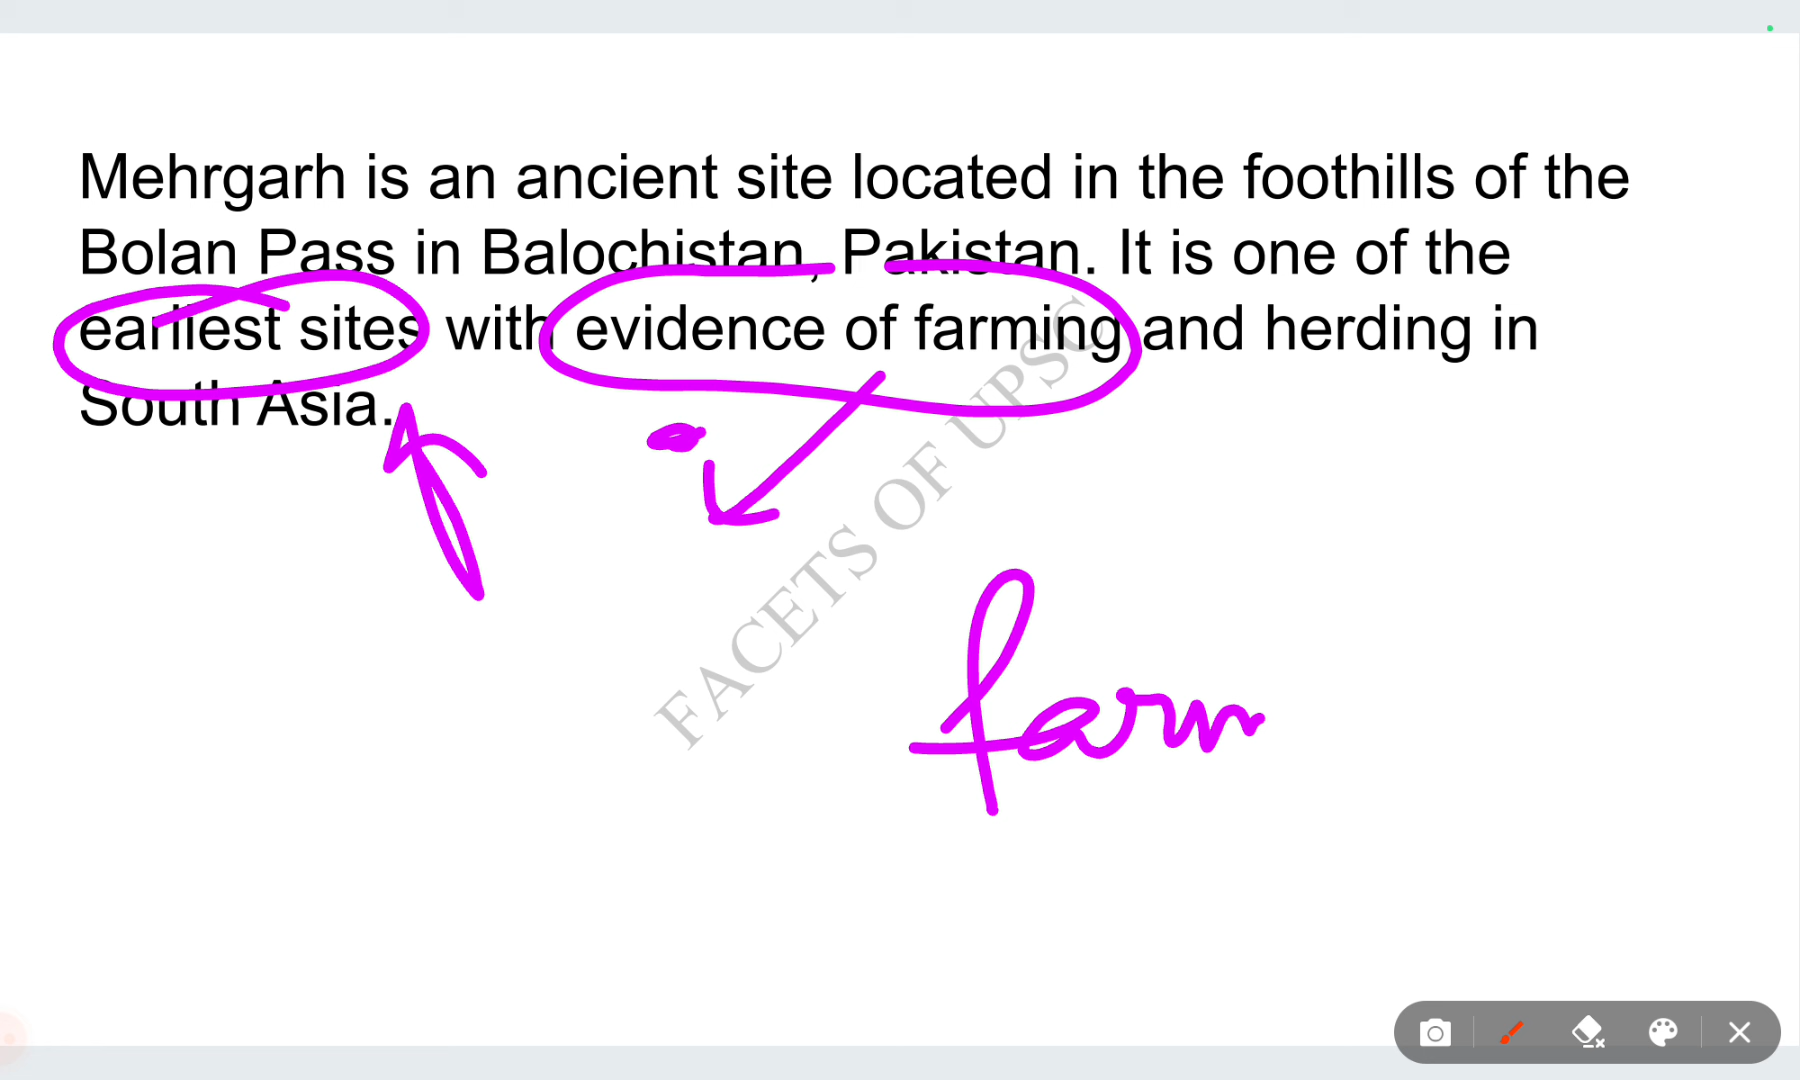 Mehrgarh is an ancient site located in the foothills of the
Bolan Pass in Balochistan, Pakistan. It is one of the
earliest sites with evidence of farming and herding in
South Asia.
FACETS OF UPSC
farm